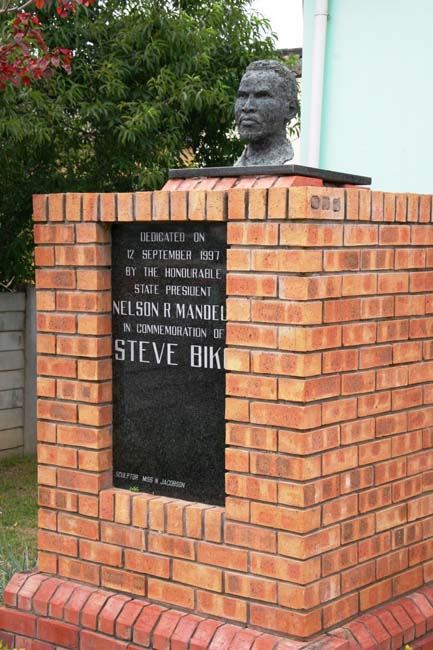 DEDICATED ON
12 SEPTEMBER 1997
BY THE HONOURABLE
STATE PRESIDENT
NELSON R MANDEL
IN COMMEMORATION OF
STEVE BIK
SCULPTOR MISS N JACOBSON